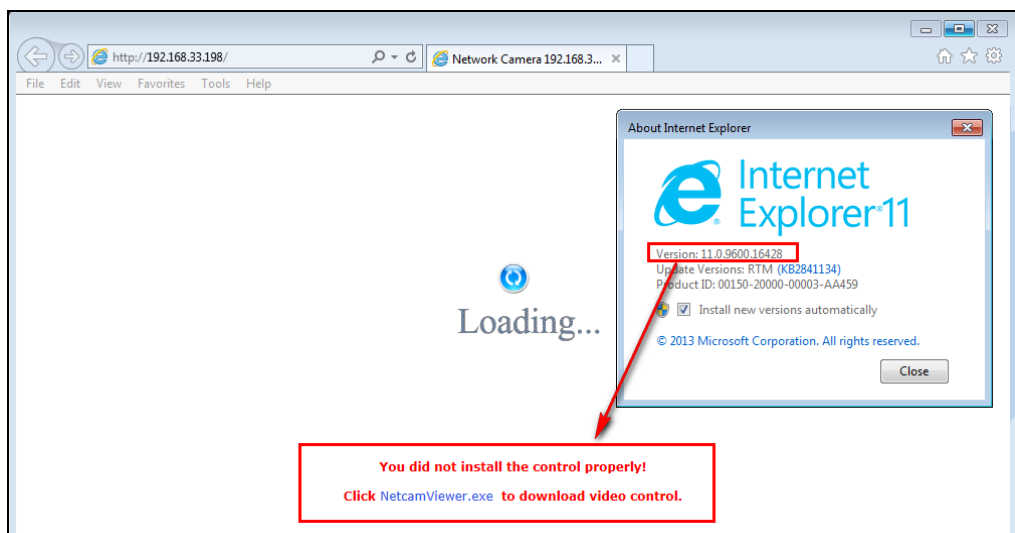 http://192.168.33.198/
Network Camera 192.168.3...
File Edit View Favorites Tools Help
About Internet Explorer
Internet
Explorer®11
Version: 11.0.9600.16428
Update Versions: RTM (KB2841134)
Product ID: 00150-20000-00003-AA459
Install new versions automatically
© 2013 Microsoft Corporation. All rights reserved.
Close
Loading...
You did not install the control properly!
Click NetcamViewer.exe to download video control.